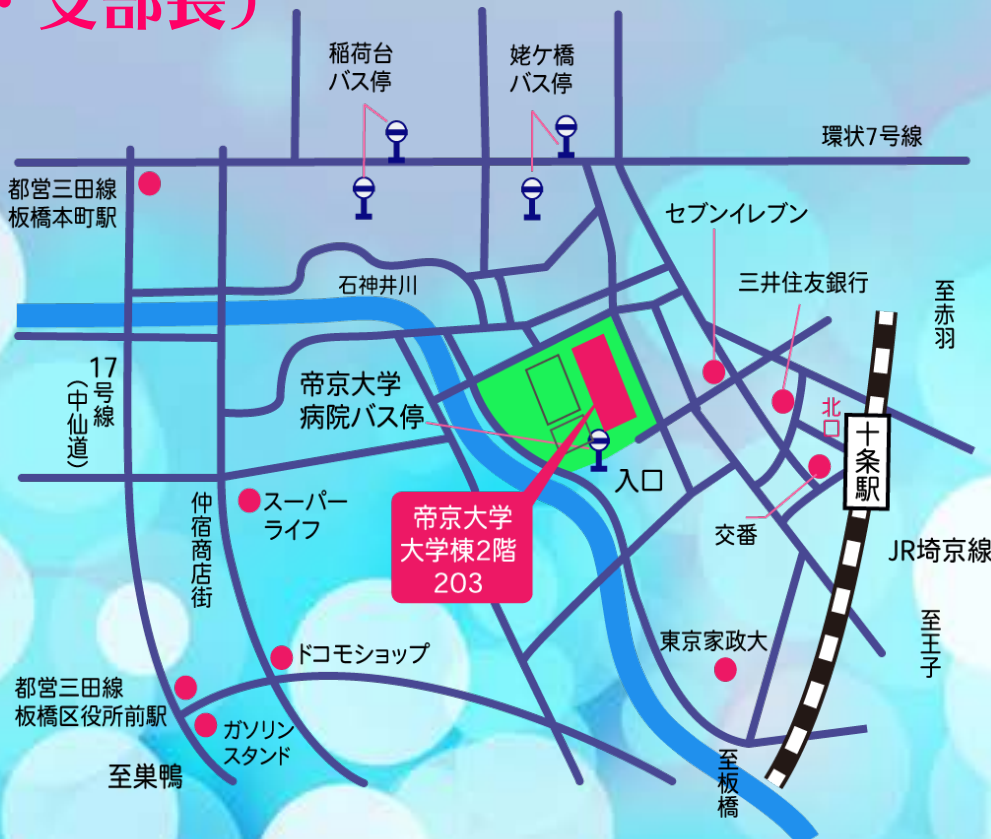 ・支部長）
稲荷台
バス停
姥ケ橋
バス停
環状7号線
都営三田線
板橋本町駅
セブンイレブン
三井住友銀行
石神井川
至赤羽
17号線
（中仙道）
帝京大学
病院バス停
北口
十条駅
入口
スーパー
ライフ
仲宿商店街
帝京大学
大学棟2階
203
交番
JR埼京線
至王子
東京家政大
ドコモショップ
都営三田線
板橋区役所前駅
ガソリン
スタンド
至巣鴨
至板橋